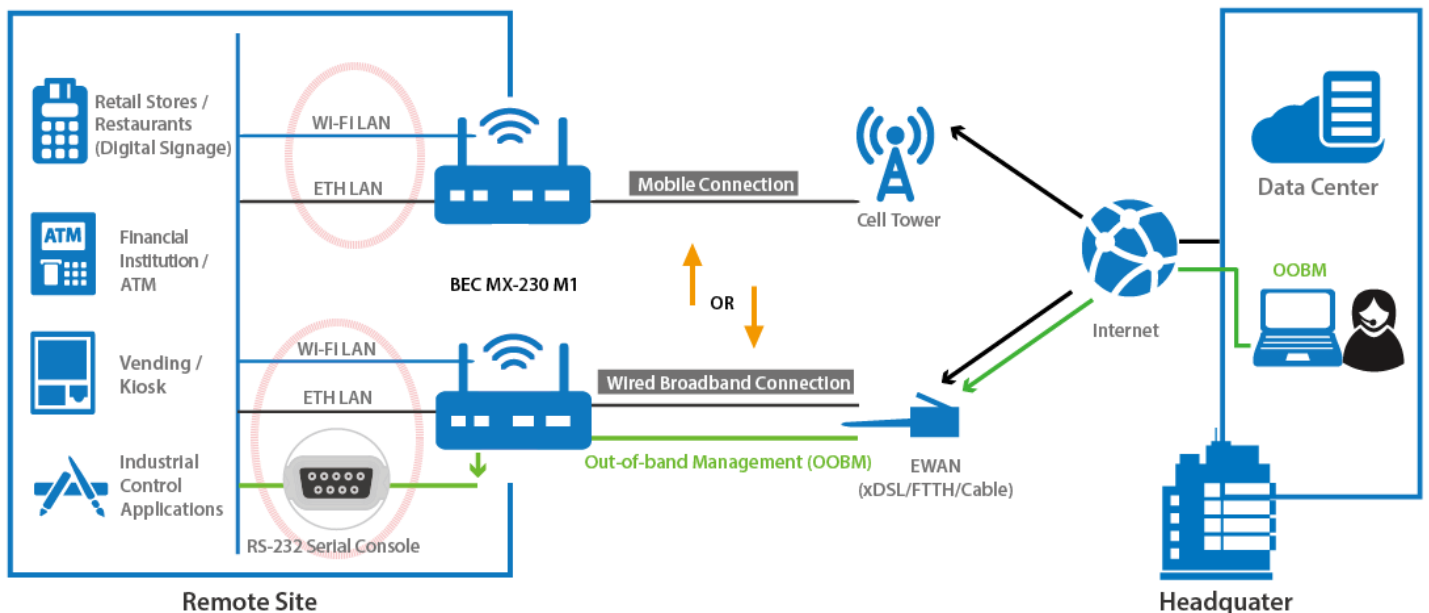 Retail Stores /
Restaurants
(Digital Signage)
ATM
Financial
Institution /
ATM
Vending /
Kiosk
Industrial
Control
Applications
WI-FI LAN
ETH LAN
BEC MX-230 M1
WI-FI LAN
ETH LAN
RS-232 Serial Console
Mobile Connection
OR
Wired Broadband Connection
Out-of-band Management (OOBM)
Cell Tower
EWAN
(xDSL/FTTH/Cable)
Internet
Data Center
OOBM
Remote Site
Headquater